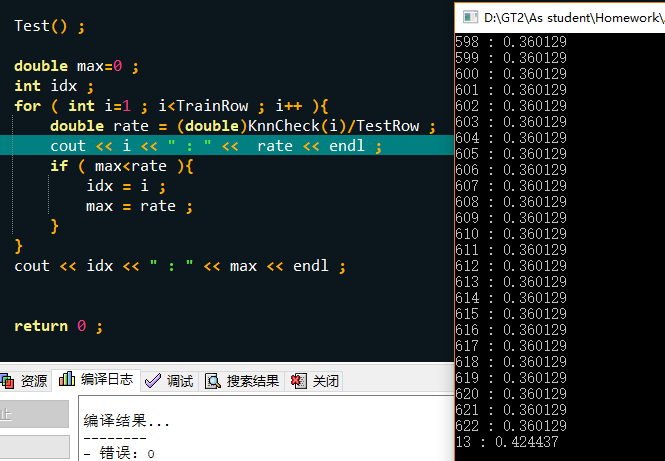 Test() ;
double max=0 ;
int idx ;
for ( int i=1 ; i<TrainRow ; i++ ){
double rate = (double)KnnCheck(i)/TestRow ;
cout << i << " : " <<  rate << endl ;
if ( max<rate ){
idx = i ;
max = rate ;
}
}
cout << idx << " : " << max << endl ;
return 0 ;
资源
编译日志
调试
搜索结果
关闭
止
编译结果...
--------
- 错误: 0
D:\GT2\As student\Homework\
598 : 0.360129
599 : 0.360129
600 : 0.360129
601 : 0.360129
602 : 0.360129
603 : 0.360129
604 : 0.360129
605 : 0.360129
606 : 0.360129
607 : 0.360129
608 : 0.360129
609 : 0.360129
610 : 0.360129
611 : 0.360129
612 : 0.360129
613 : 0.360129
614 : 0.360129
615 : 0.360129
616 : 0.360129
617 : 0.360129
618 : 0.360129
619 : 0.360129
620 : 0.360129
621 : 0.360129
622 : 0.360129
13 : 0.424437